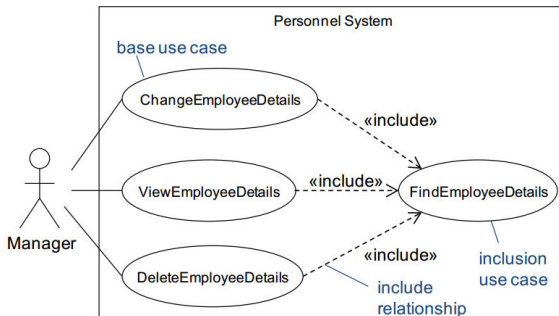 Personnel System
base use case
ChangeEmployeeDetails
«include»
ViewEmployeeDetails
«include»
FindEmployeeDetails
Manager
DeleteEmployeeDetails
«include»
inclusion
use case
include
relationship